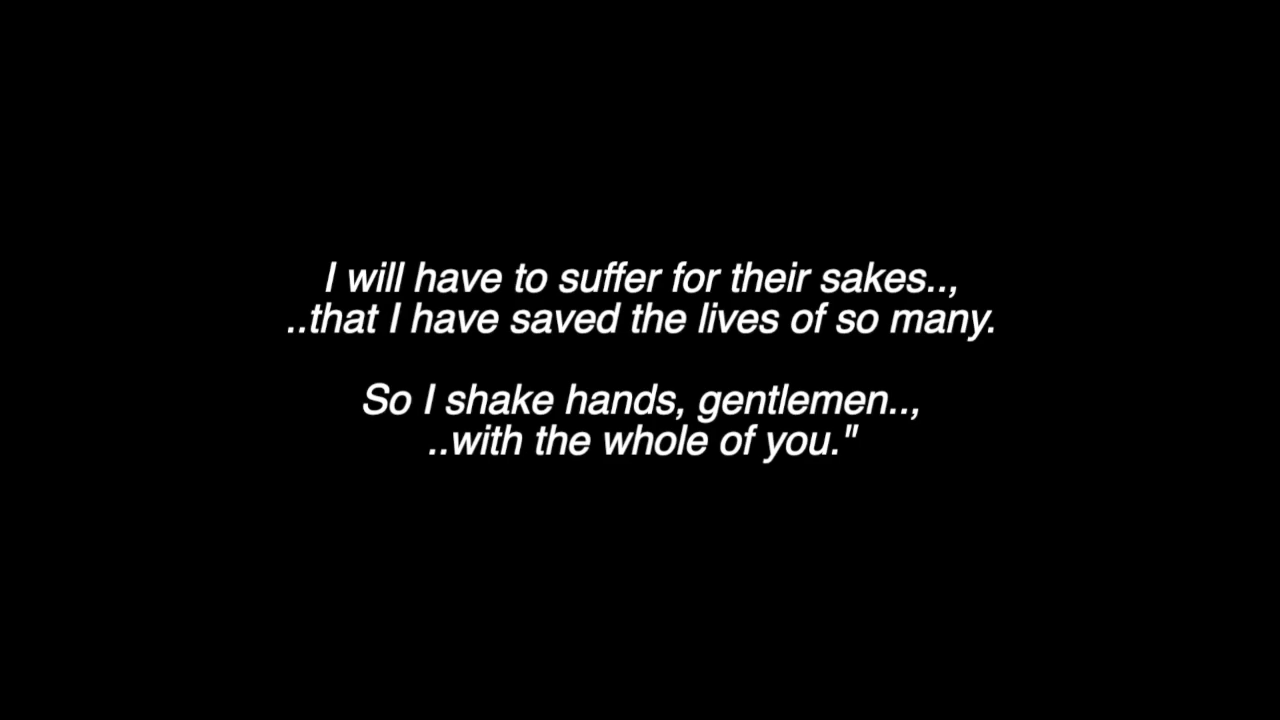 I will have to suffer for their sakes..,
..that I have saved the lives of so many.
So I shake hands, gentlemen..,
..with the whole of you."